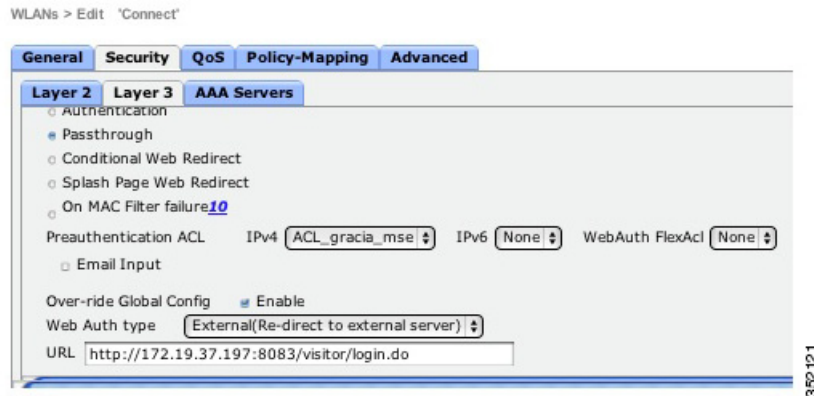 WLANs > Edit 'Connect'
General Security QoS Policy-Mapping Advanced
Layer 2 Layer 3 AAA Servers
Authentication
Passthrough
Conditional Web Redirect
Splash Page Web Redirect
On MAC Filter failure10
Preauthentication ACL IPv4 ACL_gracia_mse IPv6 None WebAuth FlexAcl None
Email Input
Over-ride Global Config Enable
Web Auth type External(Re-direct to external server)
URL http://172.19.37.197:8083/visitor/login.do
352121